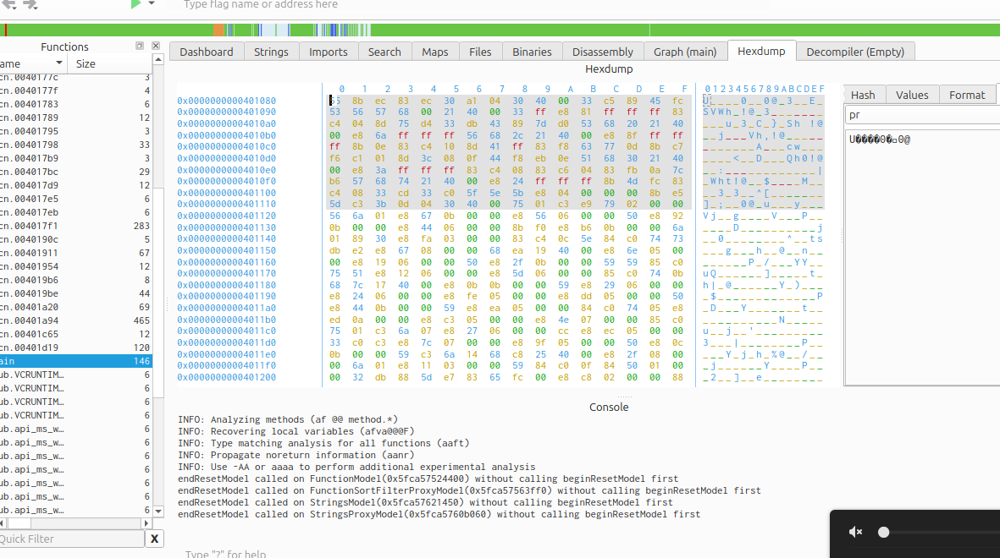 Type flag name or address here
Functions
ame Size
Dashboard Strings Imports Search Maps Files Binaries Disassembly Graph (main) Hexdump Decompiler (Empty)
Hexdump
cn.0040177c 3
cn.0040177f 4
cn.00401783 6
cn.00401789 12
cn.00401795 3
cn.00401798 33
cn.004017b9 3
cn.004017bc 29
cn.004017d9 12
cn.004017e5 6
cn.004017eb 6
cn.004017f1 283
cn.0040190c 5
cn.00401911 67
cn.00401954 12
cn.004019b6 8
cn.004019be 44
cn.00401a20 69
cn.00401a94 465
cn.00401c65 12
cn.00401d19 120
ain 146
ub.VCRUNTIM... 6
ub.VCRUNTIM... 6
ub.VCRUNTIM... 6
ub.VCRUNTIM... 6
ub.api_ms_w... 6
ub.api_ms_w... 6
ub.api_ms_w... 6
ub.api_ms_w... 6
ub.api_ms_w... 6
ub.api_ms_w... 6
ub.api_ms_w... 6
Quick Filter X
0 1 2 3 4 5 6 7 8 9 A B C D E F 0123456789ABCDEF
0x0000000000401080 55 8b ec 83 ec 30 a1 04 30 40 00 33 c5 89 45 fc
0x0000000000401090 53 56 57 68 00 21 40 00 33 ff e8 81 ff ff ff 83
0x00000000004010a0 c4 04 8d 75 d4 33 db 43 89 7d d0 53 68 20 21 40
0x00000000004010b0 00 e8 6a ff ff ff 56 68 2c 21 40 00 e8 8f ff ff
0x00000000004010c0 ff 8b 0e 83 c4 10 8d 41 ff 83 f8 63 77 0d 8b c7
0x00000000004010d0 f6 c1 01 8d 3c 08 0f 44 f8 eb 0e 51 68 30 21 40
0x00000000004010e0 00 e8 3a ff ff ff 83 c4 08 83 c6 04 83 fb 0a 7c
0x00000000004010f0 b6 57 68 74 21 40 00 e8 24 ff ff ff 8b 4d fc 83
0x0000000000401100 c4 08 33 cd 33 c0 5f 5e 5b e8 04 00 00 00 8b e5
0x0000000000401110 5d c3 3b 0d 04 30 40 00 75 01 c3 e9 79 02 00 00
0x0000000000401120 56 6a 01 e8 67 0b 00 00 e8 56 06 00 00 50 e8 92
0x0000000000401130 0b 00 00 e8 44 06 00 00 8b f0 e8 b6 0b 00 00 6a
0x0000000000401140 01 89 30 e8 fa 03 00 00 83 c4 0c 5e 84 c0 74 73
0x0000000000401150 db e2 e8 67 08 00 00 68 ea 19 40 00 e8 6e 05 00
0x0000000000401160 00 e8 19 06 00 00 50 e8 2f 0b 00 00 59 59 85 c0
0x0000000000401170 75 51 e8 12 06 00 00 e8 5d 06 00 00 85 c0 74 0b
0x0000000000401180 68 7c 17 40 00 e8 0b 0b 00 00 59 e8 29 06 00 00
0x0000000000401190 e8 24 06 00 00 e8 fe 05 00 00 e8 dd 05 00 00 50
0x00000000004011a0 e8 44 0b 00 00 59 e8 ea 05 00 00 84 c0 74 05 e8
0x00000000004011b0 ed 0a 00 00 e8 c3 05 00 00 e8 4e 07 00 00 85 c0
0x00000000004011c0 75 01 c3 6a 07 e8 27 06 00 00 cc e8 ec 05 00 00
0x00000000004011d0 33 c0 c3 e8 7c 07 00 00 e8 9f 05 00 00 50 e8 0c
0x00000000004011e0 0b 00 00 59 c3 6a 14 68 c8 25 40 00 e8 2f 08 00
0x00000000004011f0 00 6a 01 e8 11 03 00 00 59 84 c0 0f 84 50 01 00
0x0000000000401200 00 32 db 88 5d e7 83 65 fc 00 e8 c8 02 00 00 88
U____0__0@_3__E_
SVWh_!@_3_______
___u_3_C_}_Sh !@
__j___Vh,!@_____
_______A___cw___
____<__D___Qh0!@
__:____________|
_Wht!@__$____M__
__3_3__^[_______
]_;__0@_u___y___
Vj__g____V___P__
____D__________j
__0________^__ts
___g___h__@__n__
______P_/___YY__
uQ______]_____t_
h|_@______Y_)___
_$_____________P
_D___Y_______t__
__________N_____
u__j__'_________
3___|________P__
___Y_j_h_%@__/__
_j______Y____P__
_2__]__e________
Hash Values Format
pr
U����0�0@
Console
INFO: Analyzing methods (af @@ method.*)
INFO: Recovering local variables (afva@@@F)
INFO: Type matching analysis for all functions (aaft)
INFO: Propagate noreturn information (aanr)
INFO: Use -AA or aaaa to perform additional experimental analysis
endResetModel called on FunctionModel(0x5fca57524400) without calling beginResetModel first
endResetModel called on FunctionSortFilterProxyModel(0x5fca57563ff0) without calling beginResetModel first
endResetModel called on StringsModel(0x5fca57621450) without calling beginResetModel first
endResetModel called on StringsProxyModel(0x5fca5760b060) without calling beginResetModel first
Type "?" for help